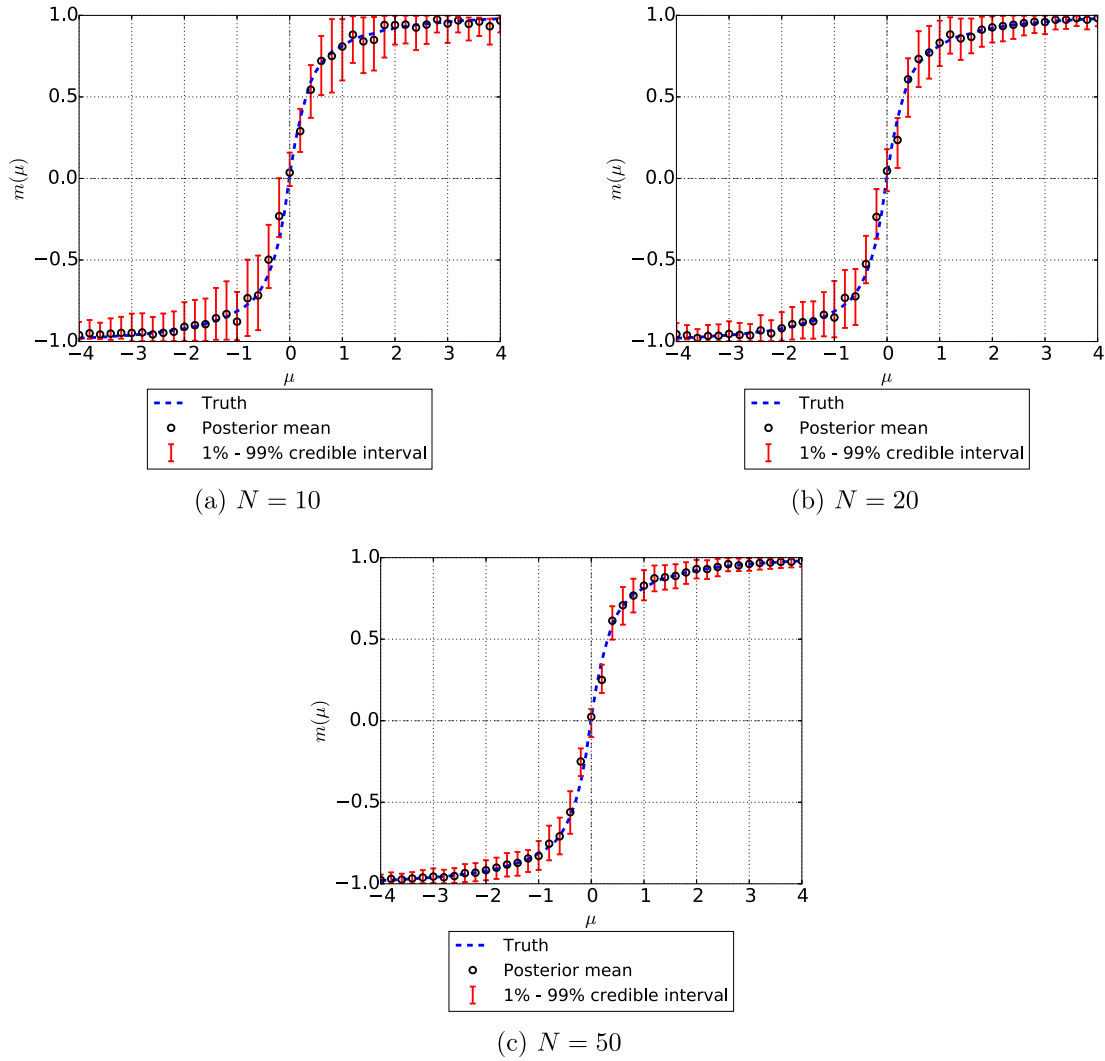 1.0
0.5
0.0
−0.5
−1.0
m(μ)
−4 −3 −2 −1 0 1 2 3 4
μ
Truth
Posterior mean
1% - 99% credible interval
(a) N = 10
1.0
0.5
0.0
−0.5
−1.0
m(μ)
−4 −3 −2 −1 0 1 2 3 4
μ
Truth
Posterior mean
1% - 99% credible interval
(b) N = 20
1.0
0.5
0.0
−0.5
−1.0
m(μ)
−4 −3 −2 −1 0 1 2 3 4
μ
Truth
Posterior mean
1% - 99% credible interval
(c) N = 50